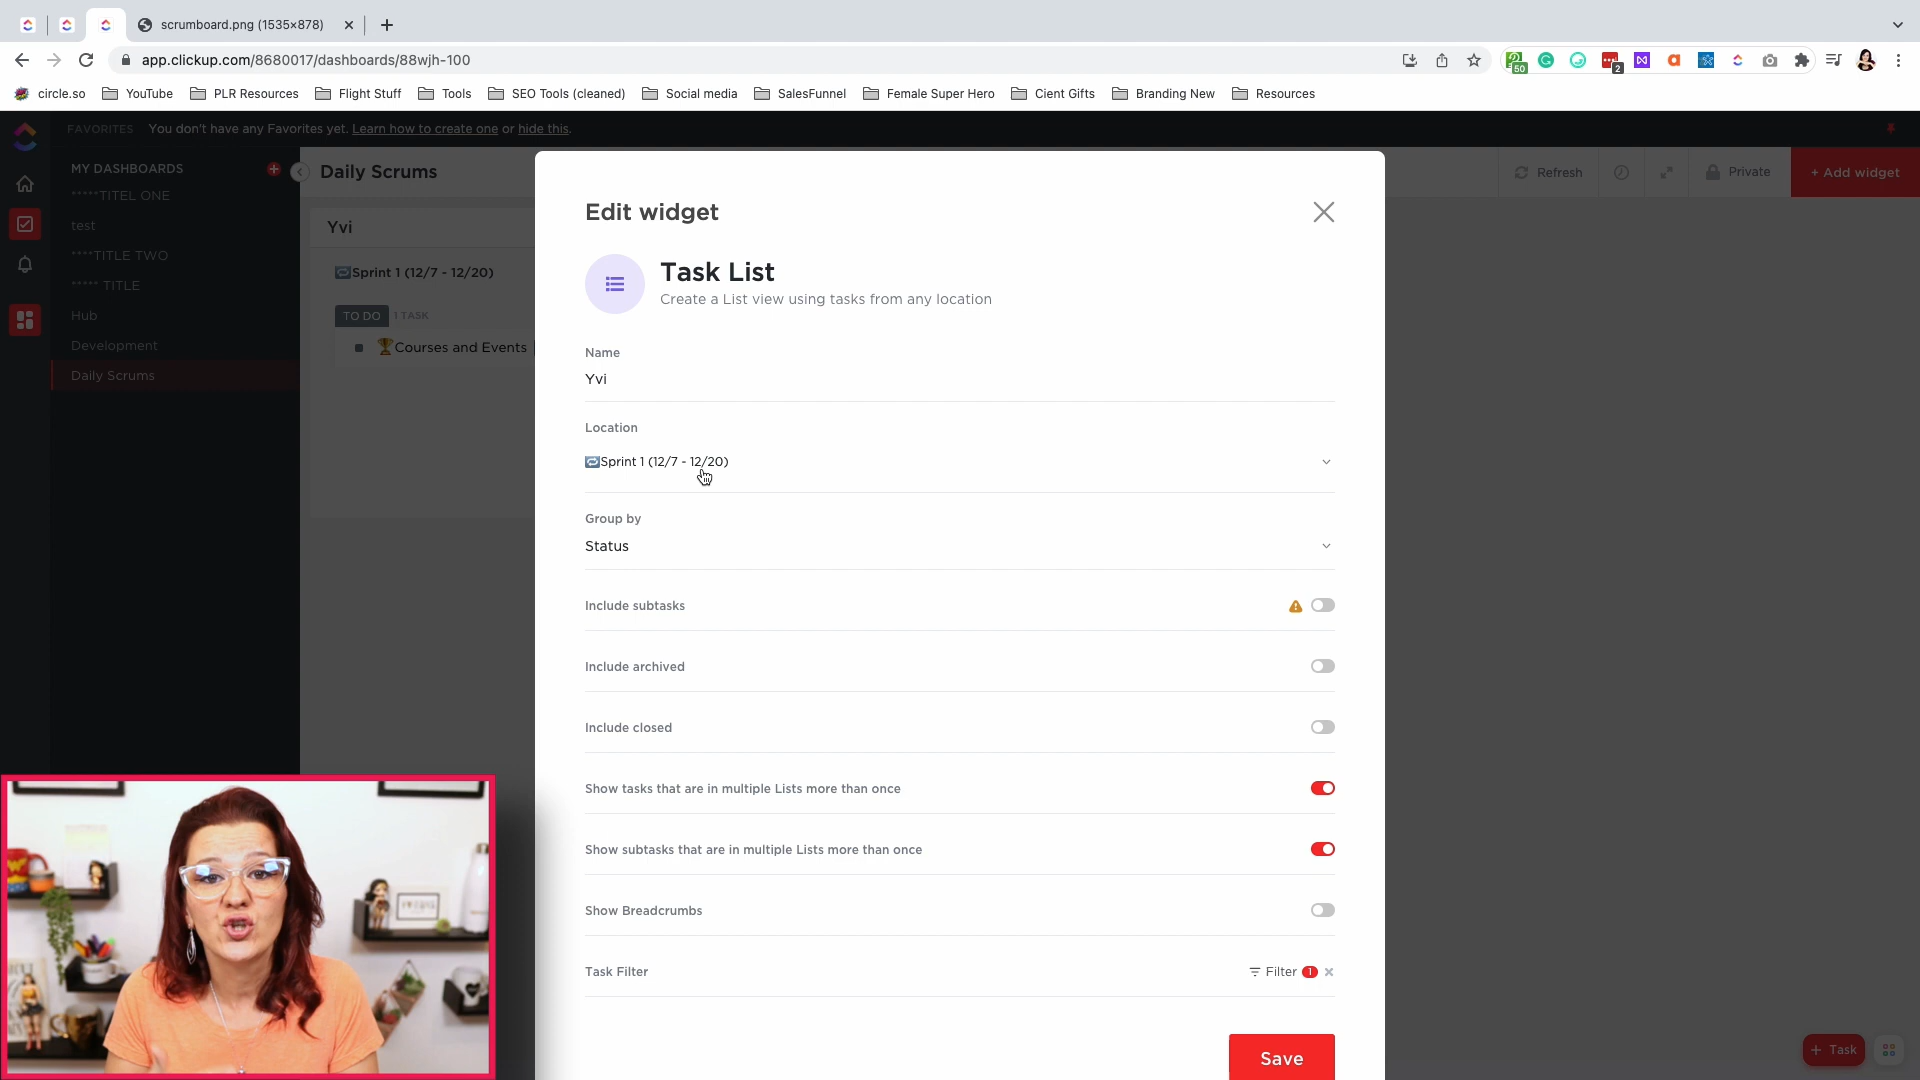 scrumboard.png (1535×878)
app.clickup.com/8680017/dashboards/88wjh-100
50
2
circle.so
YouTube
PLR Resources
Flight Stuff
Tools
SEO Tools (cleaned)
Social media
SalesFunnel
Female Super Hero
Cient Gifts
Branding New
Resources
FAVORITES You don't have any Favorites yet. Learn how to create one or hide this.
MY DASHBOARDS
*****TITEL ONE
test
****TITLE TWO
***** TITLE
Hub
Development
Daily Scrums
Daily Scrums
Refresh
Private
+ Add widget
Yvi
Sprint 1 (12/7 - 12/20)
TO DO 1 TASK
🏆Courses and Events
Edit widget
Task List
Create a List view using tasks from any location
Name
Yvi
Location
Sprint 1 (12/7 - 12/20)
Group by
Status
Include subtasks
Include archived
Include closed
Show tasks that are in multiple Lists more than once
Show subtasks that are in multiple Lists more than once
Show Breadcrumbs
Task Filter
Filter 1
Save
+ Task